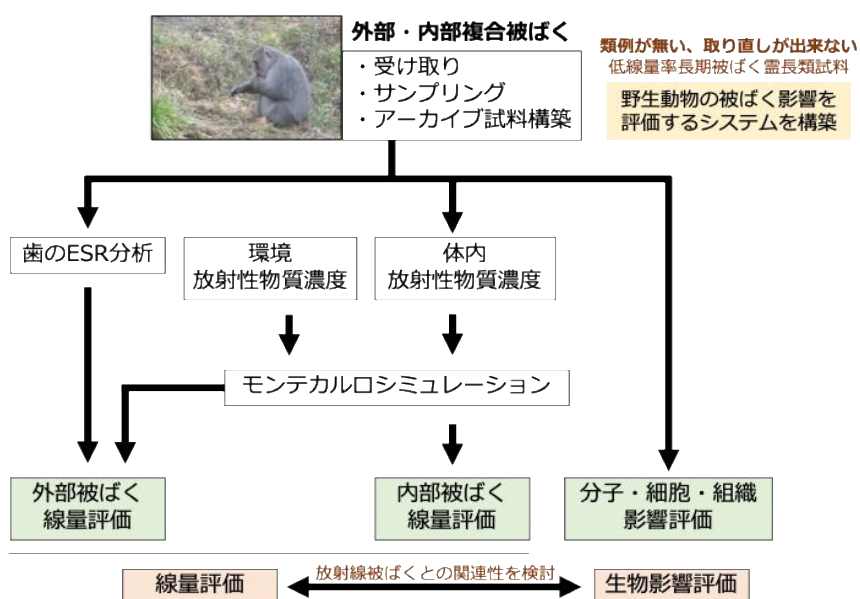 外部・内部複合被ばく
・受け取り
・サンプリング
・アーカイブ試料構築
類例が無い、取り直しが出来ない
低線量率長期被ばく霊長類試料
野生動物の被ばく影響を
評価するシステムを構築
歯のESR分析
環境
放射性物質濃度
体内
放射性物質濃度
モンテカルロシミュレーション
外部被ばく
線量評価
内部被ばく
線量評価
分子・細胞・組織
影響評価
線量評価
放射線被ばくとの関連性を検討
生物影響評価